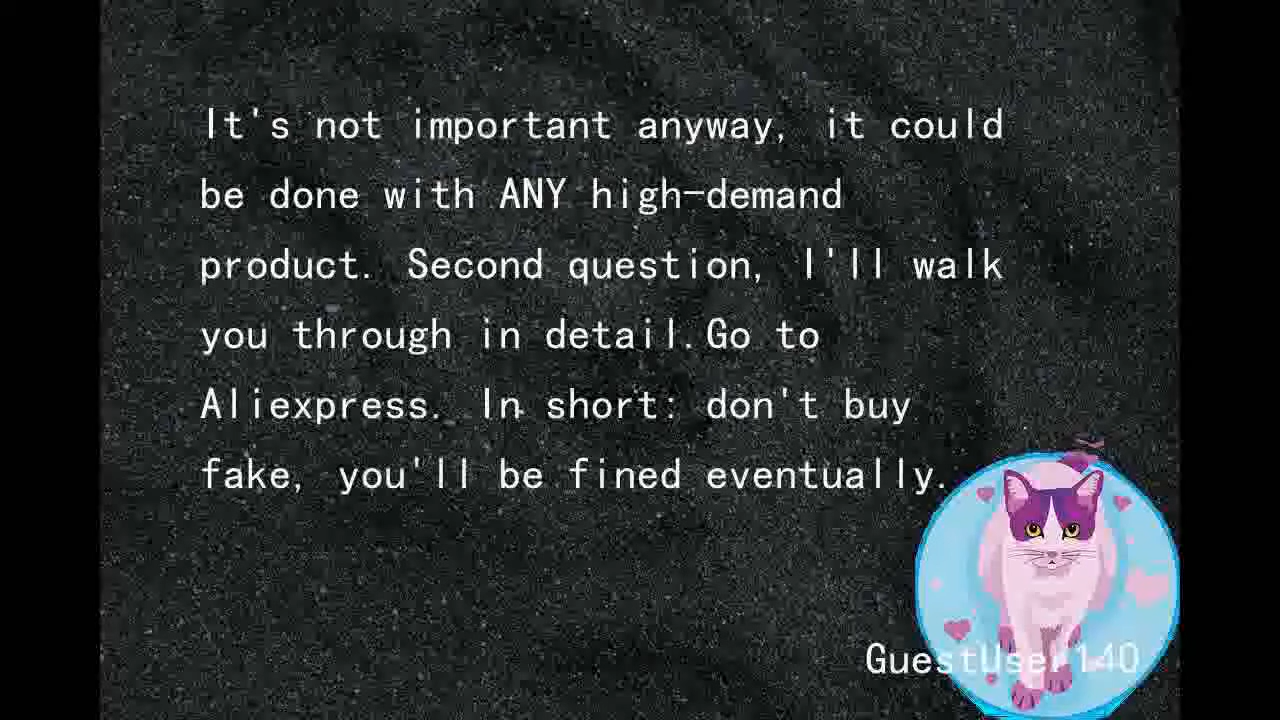 It's not important anyway, it could
be done with ANY high-demand
product. Second question, I'll walk
you through in detail.Go to
Aliexpress. In short: don't buy
fake, you'll be fined eventually.
GuestUser140